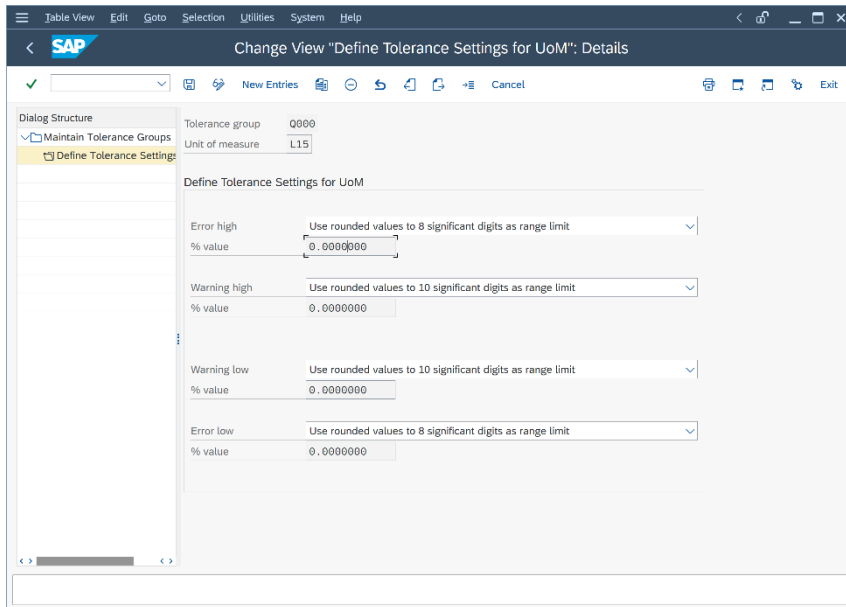 Table View Edit Goto Selection Utilities System Help
SAP Change View "Define Tolerance Settings for UoM": Details
New Entries Cancel Exit
Dialog Structure
Maintain Tolerance Groups
Define Tolerance Settings
Tolerance group Q000
Unit of measure L15
Define Tolerance Settings for UoM
Error high Use rounded values to 8 significant digits as range limit
% value 0.0000000
Warning high Use rounded values to 10 significant digits as range limit
% value 0.0000000
Warning low Use rounded values to 10 significant digits as range limit
% value 0.0000000
Error low Use rounded values to 8 significant digits as range limit
% value 0.0000000